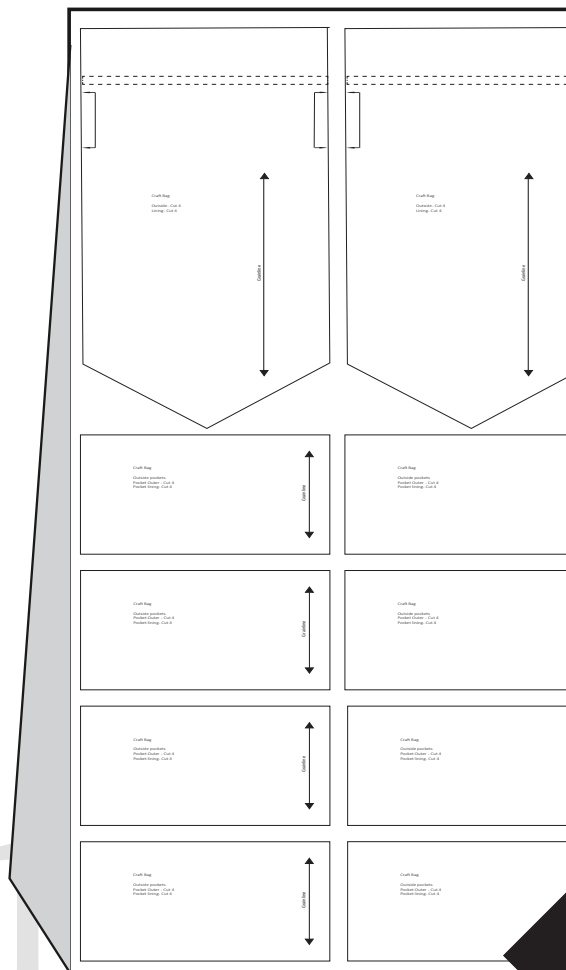 Craft Bag
Outside - Cut 4
Lining - Cut 4
Grainline
Craft Bag
Outside - Cut 4
Lining - Cut 4
Grainline
Craft Bag
Outside pockets
Pocket Outer - Cut 4
Pocket lining - Cut 4
Grainline
Craft Bag
Outside pockets
Pocket Outer - Cut 4
Pocket lining - Cut 4
Craft Bag
Outside pockets
Pocket Outer - Cut 4
Pocket lining - Cut 4
Grainline
Craft Bag
Outside pockets
Pocket Outer - Cut 4
Pocket lining - Cut 4
Craft Bag
Outside pockets
Pocket Outer - Cut 4
Pocket lining - Cut 4
Grainline
Craft Bag
Outside pockets
Pocket Outer - Cut 4
Pocket lining - Cut 4
Craft Bag
Outside pockets
Pocket Outer - Cut 4
Pocket lining - Cut 4
Grainline
Craft Bag
Outside pockets
Pocket Outer - Cut 4
Pocket lining - Cut 4